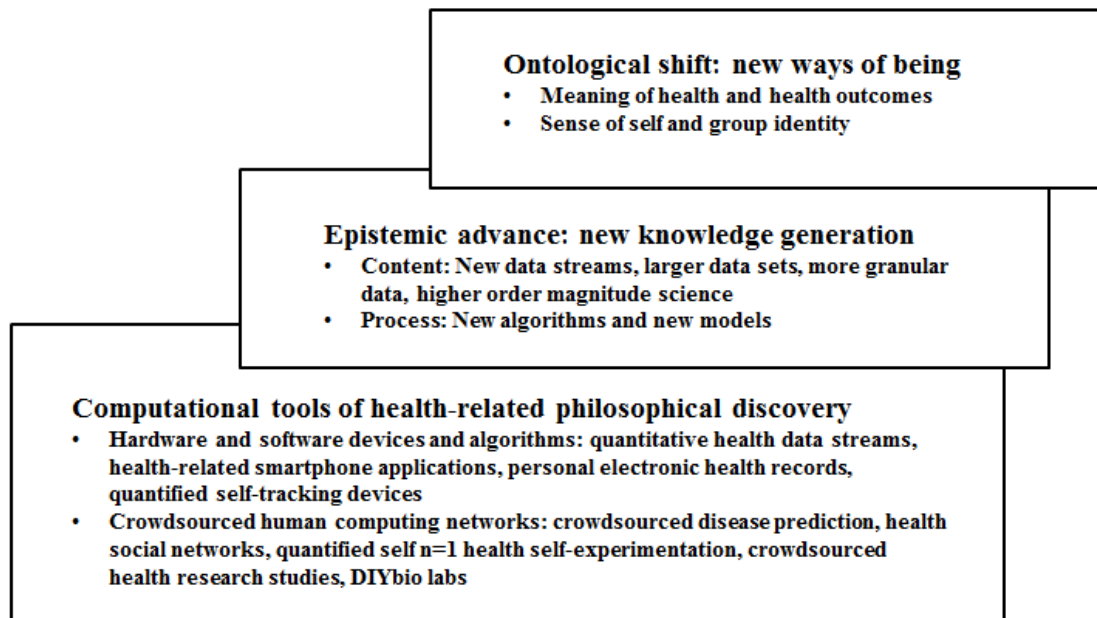 Ontological shift: new ways of being
• Meaning of health and health outcomes
• Sense of self and group identity
Epistemic advance: new knowledge generation
• Content: New data streams, larger data sets, more granular
data, higher order magnitude science
• Process: New algorithms and new models
Computational tools of health-related philosophical discovery
• Hardware and software devices and algorithms: quantitative health data streams,
health-related smartphone applications, personal electronic health records,
quantified self-tracking devices
• Crowdsourced human computing networks: crowdsourced disease prediction, health
social networks, quantified self n=1 health self-experimentation, crowdsourced
health research studies, DIYbio labs